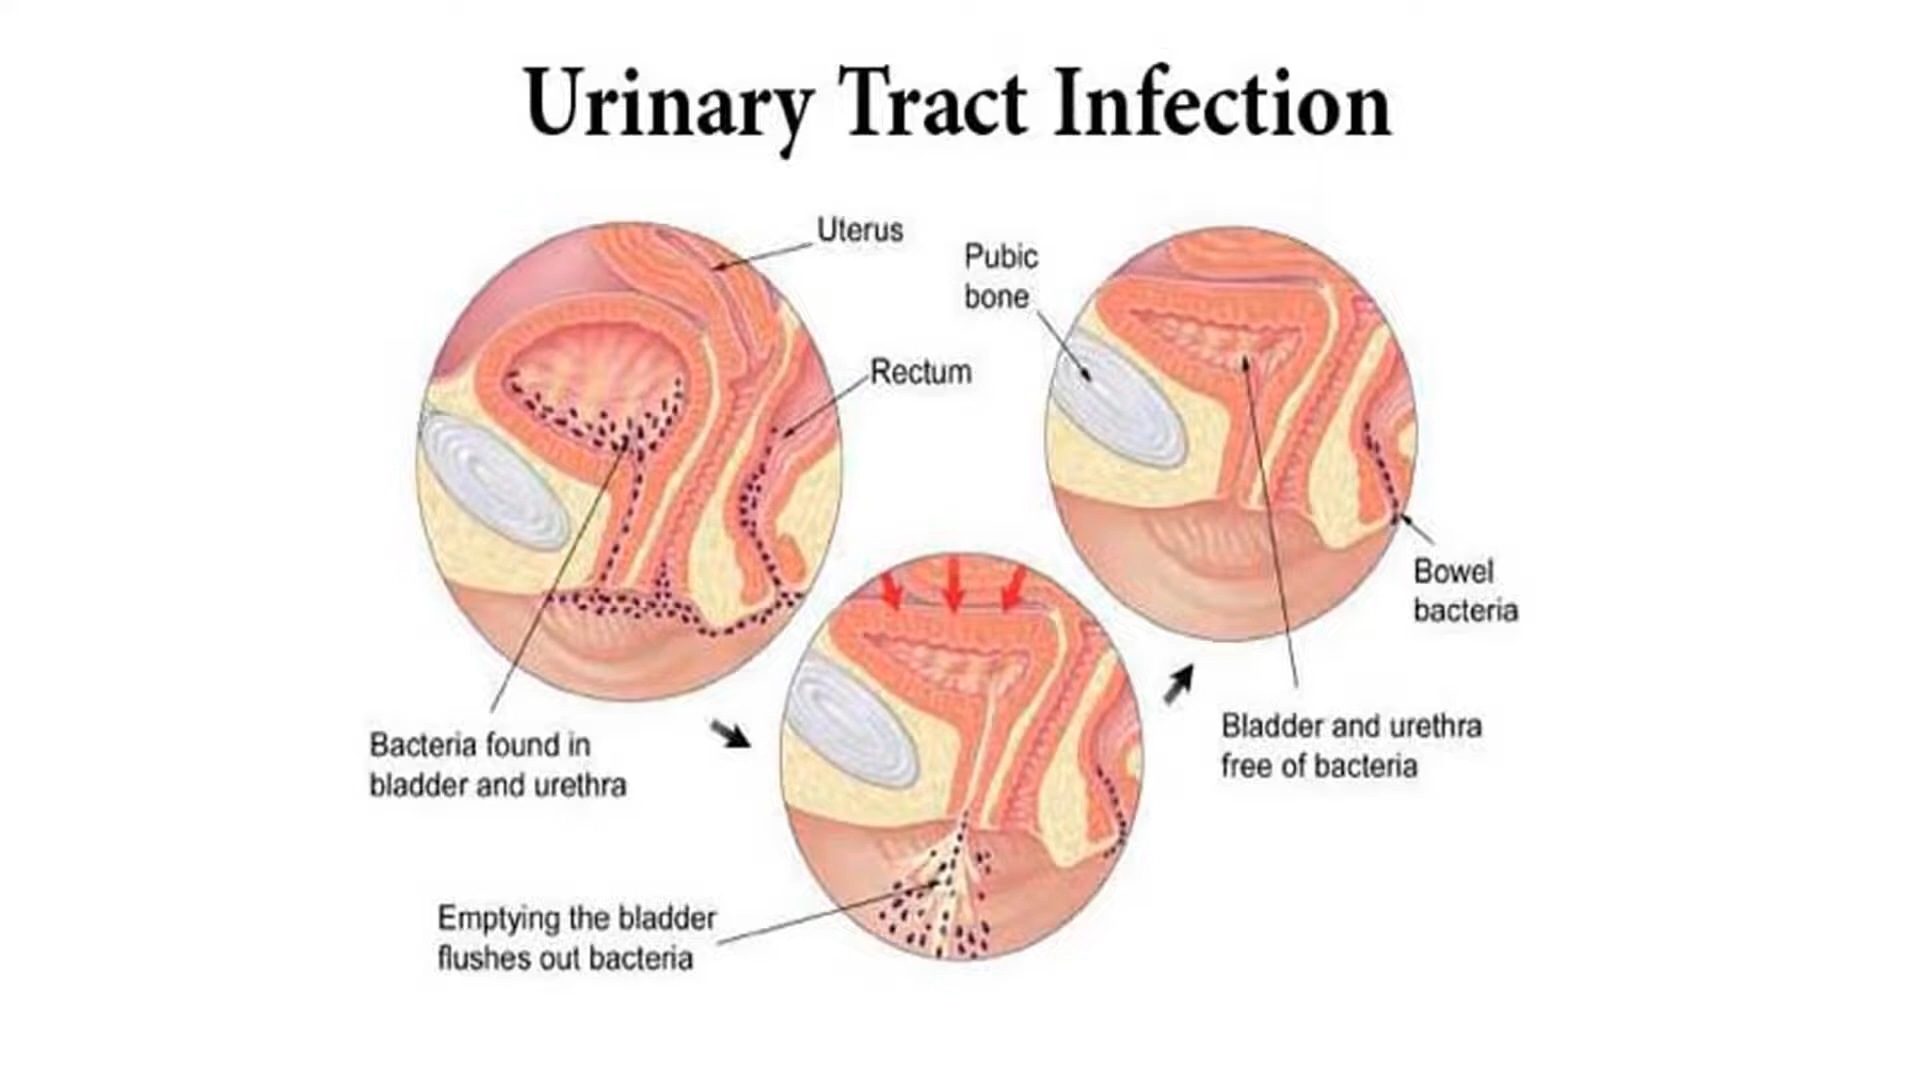 Urinary Tract Infection
Uterus
Pubic
bone
Rectum
Bowel
bacteria
Bacteria found in
bladder and urethra
Bladder and urethra
free of bacteria
Emptying the bladder
flushes out bacteria